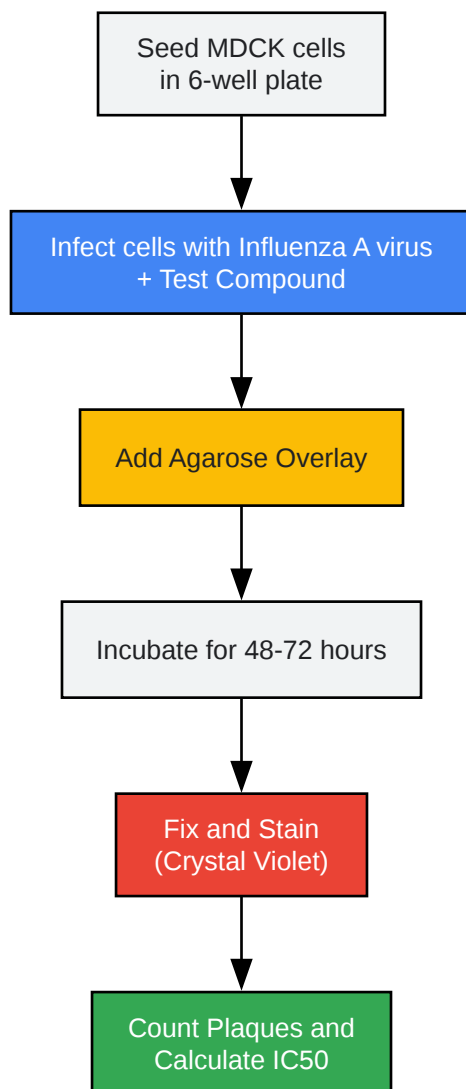 Seed MDCK cells
in 6-well plate
Infect cells with Influenza A virus
+ Test Compound
Add Agarose Overlay
Incubate for 48-72 hours
Fix and Stain
(Crystal Violet)
Count Plaques and
Calculate IC50